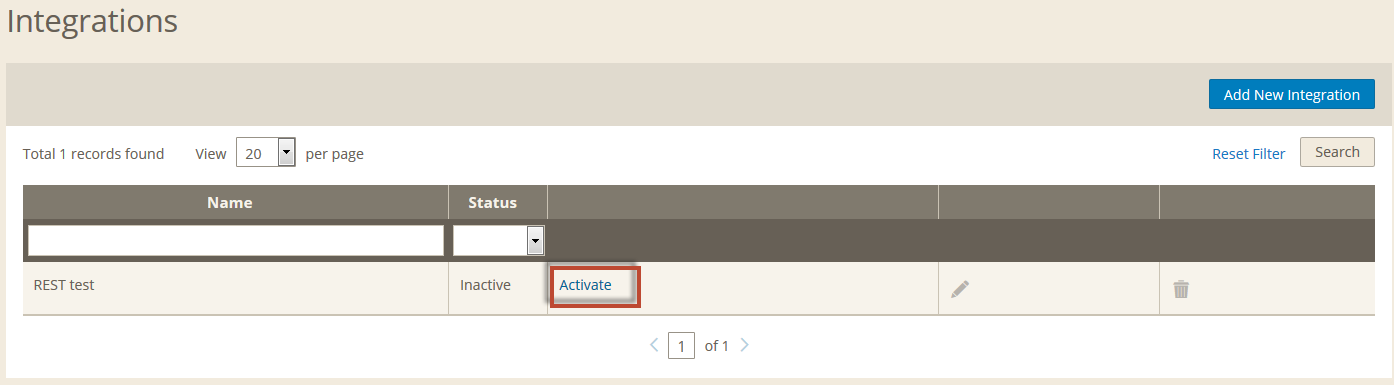 Integrations
Add New Integration
Total 1 records found View 20 per page Reset Filter Search
Name Status
REST test Inactive Activate
1 of 1